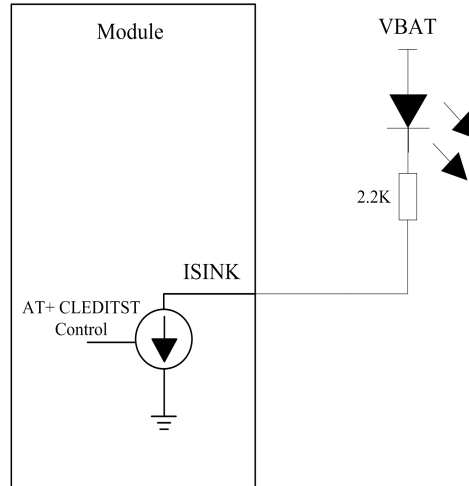 Module
VBAT
2.2K
ISINK
AT+ CLEDITST
Control